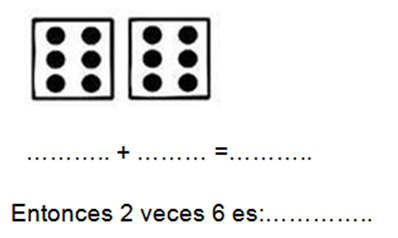 ……….. + ……… =………..
Entonces 2 veces 6 es:…………..